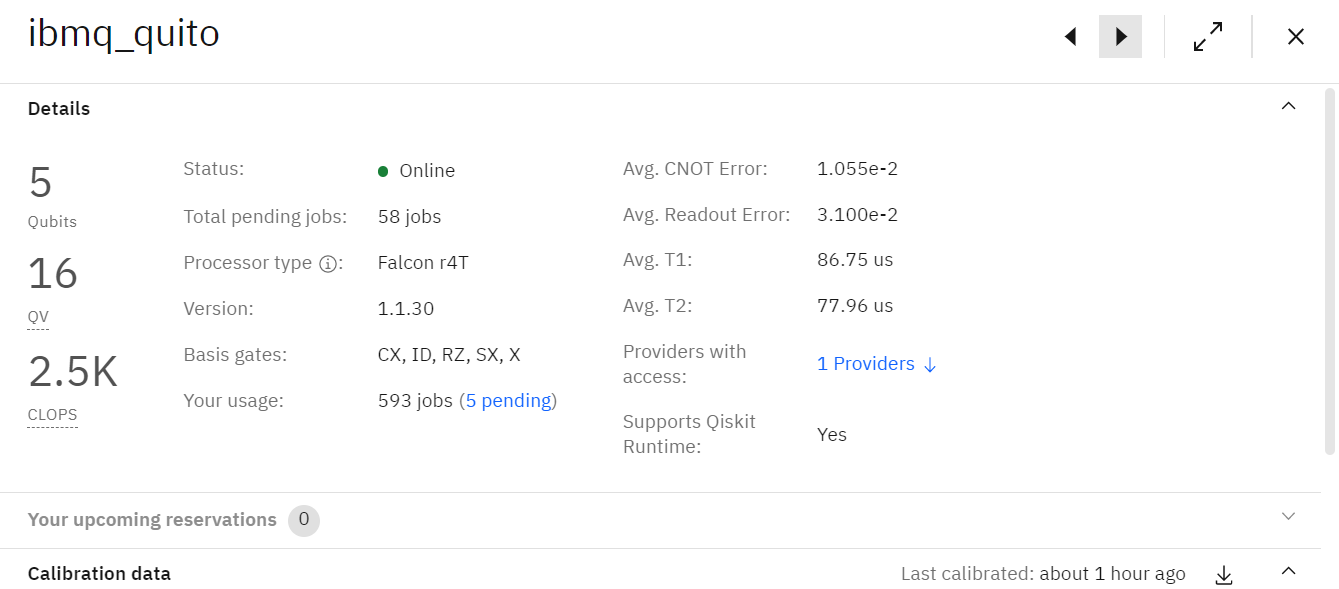 ibmq_quito
Details
5
Qubits
16
QV
2.5K
CLOPS
Status: Online
Total pending jobs: 58 jobs
Processor type : Falcon r4T
Version: 1.1.30
Basis gates: CX, ID, RZ, SX, X
Your usage: 593 jobs (5 pending)
Avg. CNOT Error: 1.055e-2
Avg. Readout Error: 3.100e-2
Avg. T1: 86.75 us
Avg. T2: 77.96 us
Providers with
access:
1 Providers ↓
Supports Qiskit
Runtime:
Yes
Your upcoming reservations 0
Calibration data
Last calibrated: about 1 hour ago